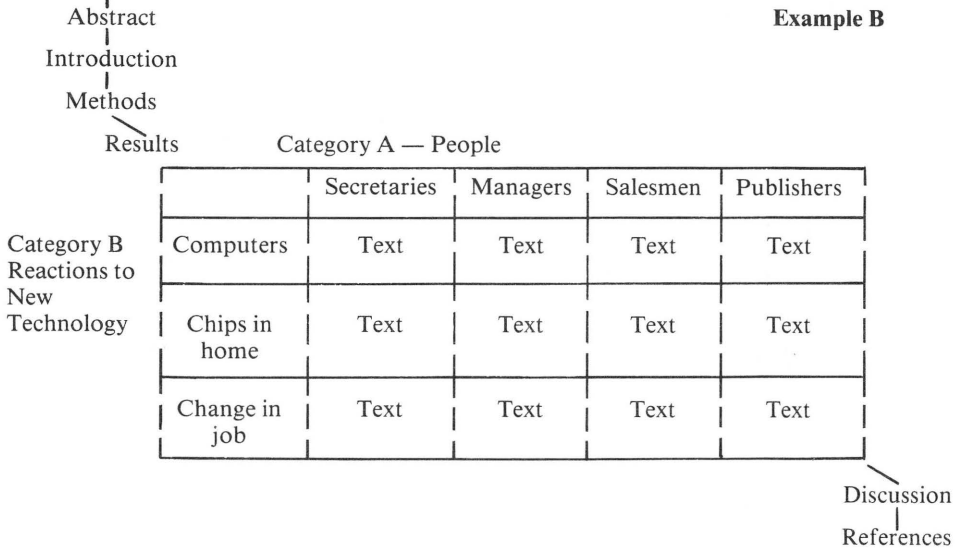 Abstract
Example B
Introduction
Methods
Results
Category A — People
Secretaries Managers Salesmen Publishers
Category B
Reactions to
New
Technology
Computers Text Text Text Text
Chips in
home
Text Text Text Text
Change in
job
Text Text Text Text
Discussion
References